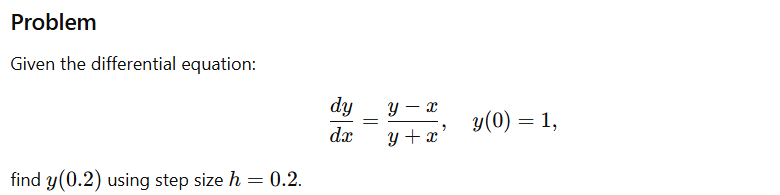 Problem
Given the differential equation:
dy/dx = (y − x)/(y + x), y(0) = 1,
find y(0.2) using step size h = 0.2.